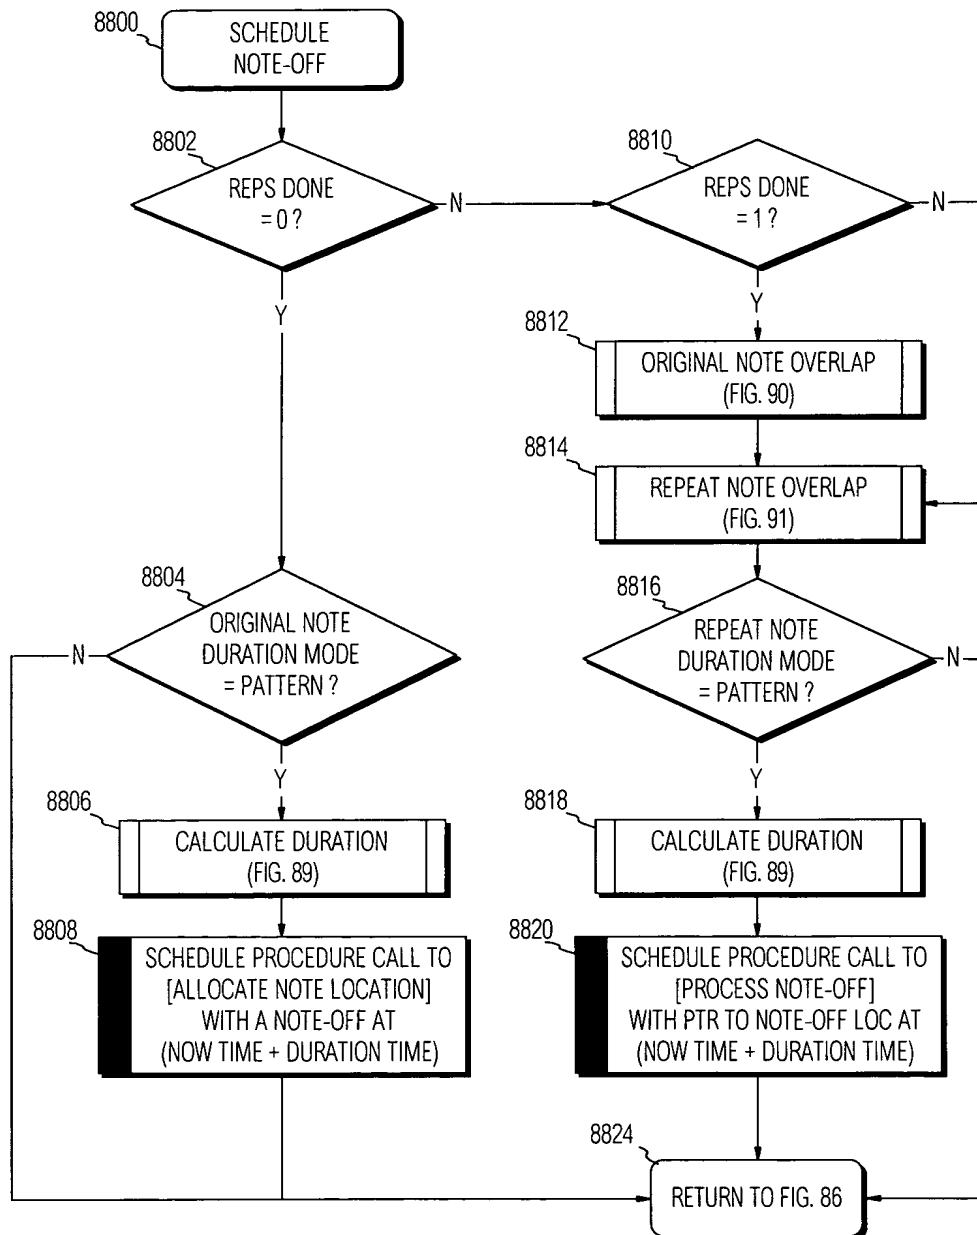 8800
SCHEDULE
NOTE-OFF
8802
REPS DONE
= 0 ?
N
Y
8810
REPS DONE
= 1 ?
N
Y
8812
ORIGINAL NOTE OVERLAP
(FIG. 90)
8814
REPEAT NOTE OVERLAP
(FIG. 91)
8804
ORIGINAL NOTE
DURATION MODE
= PATTERN ?
N
Y
8816
REPEAT NOTE
DURATION MODE
= PATTERN ?
N
Y
8806
CALCULATE DURATION
(FIG. 89)
8818
CALCULATE DURATION
(FIG. 89)
8808
SCHEDULE PROCEDURE CALL TO
[ALLOCATE NOTE LOCATION]
WITH A NOTE-OFF AT
(NOW TIME + DURATION TIME)
8820
SCHEDULE PROCEDURE CALL TO
[PROCESS NOTE-OFF]
WITH PTR TO NOTE-OFF LOC AT
(NOW TIME + DURATION TIME)
8824
RETURN TO FIG. 86